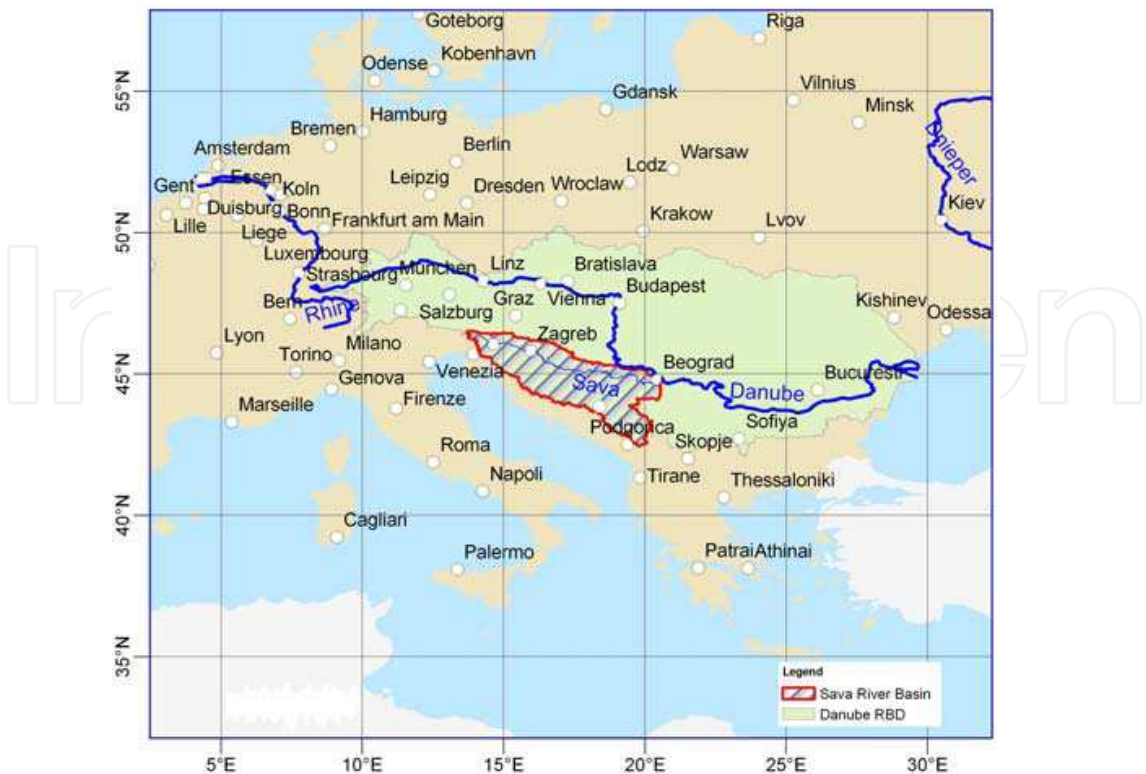 Goteborg
Riga
Kobenhavn
Odense
55°N
Gdansk
Vilnius
Minsk
Hamburg
Bremen
Dnieper
Berlin
Amsterdam
Warsaw
Lodz
Essen
Leipzig
Dresden
Wroclaw
Gent
Koln
Kiev
Duisburg
Bonn
Frankfurt am Main
Krakow
Lvov
Lille
Liege
50°N
Luxembourg
Strasbourg
München
Linz
Bratislava
Budapest
Bern
Rhine
Graz
Vienna
Kishinev
Odessa
Salzburg
Lyon
Milano
Zagreb
Torino
Venezia
Beograd
45°N
Genova
Sava
Danube
Bucuresti
Marseille
Firenze
Podgorica
Sofiya
Skopje
Roma
Napoli
Tirane
Thessaloniki
40°N
Cagliari
Palermo
Patrai
Athinai
35°N
Legend
Sava River Basin
Danube RBD
5°E 10°E 15°E 20°E 25°E 30°E